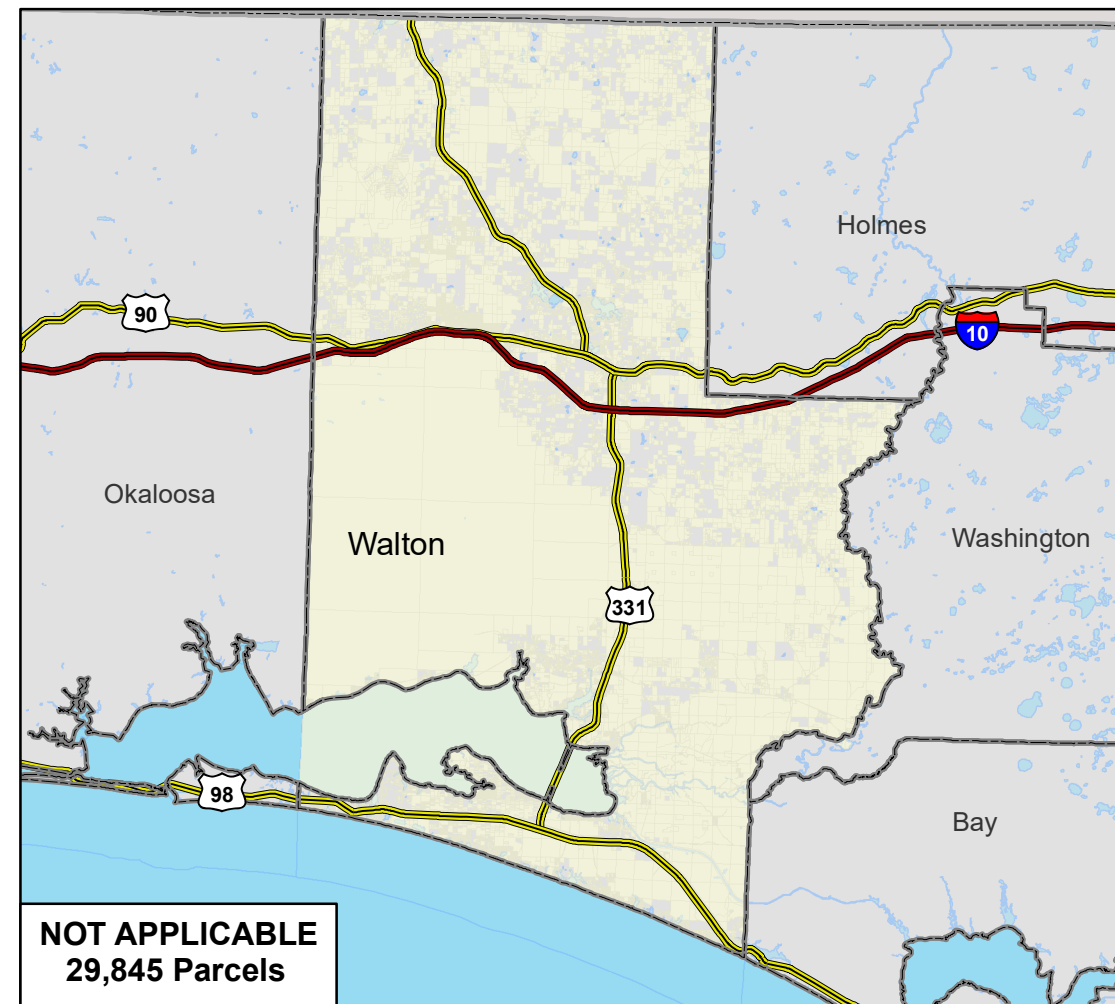 Holmes
90
10
Okaloosa
Walton
Washington
331
98
Bay
NOT APPLICABLE
29,845 Parcels